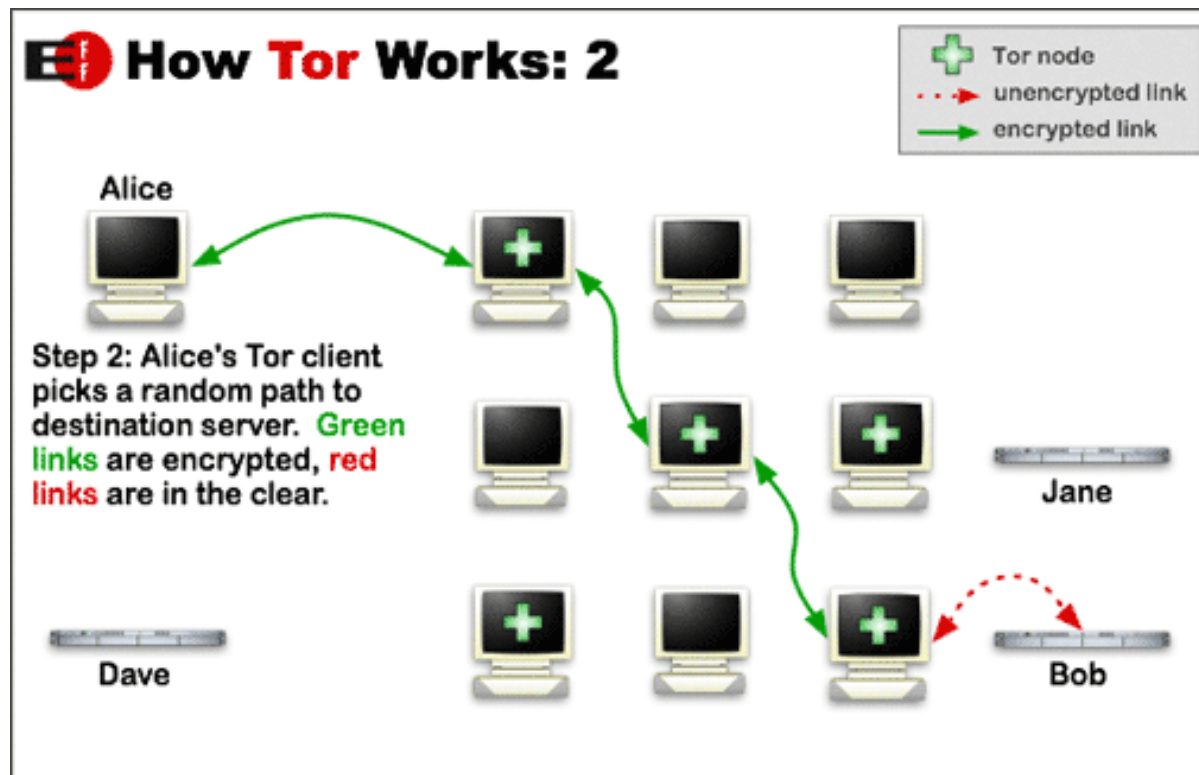 EFF How Tor Works: 2
Tor node
unencrypted link
encrypted link
Alice
Step 2: Alice's Tor client
picks a random path to
destination server. Green
links are encrypted, red
links are in the clear.
Jane
Dave
Bob